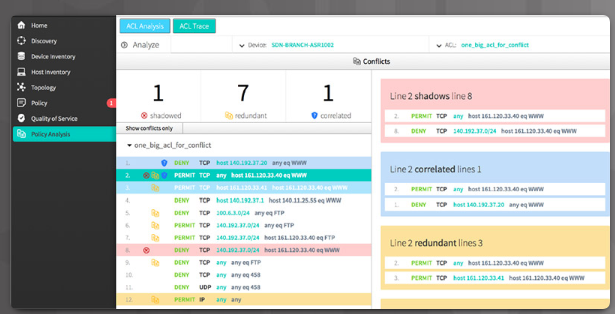 Home
Discovery
Device Inventory
Host Inventory
Topology
Policy
1
Quality of Service
Policy Analysis
ACL Analysis
ACL Trace
Analyze
Device: SDN-BRANCH-ASR1002
ACL: one_big_acl_for_conflict
Conflicts
1
7
1
shadowed
redundant
correlated
Show conflicts only
one_big_acl_for_conflict
1. DENY TCP host 140.192.37.20 any eq WWW
2. PERMIT TCP any host 161.120.33.40 eq WWW
3. PERMIT TCP host 161.120.33.41 host 161.120.33.40 eq WWW
4. DENY TCP host 140.192.37.1 host 140.11.25.55 eq WWW
5. DENY TCP 100.6.3.0/24 any eq FTP
6. PERMIT TCP 140.192.37.0/24 any eq FTP
7. PERMIT TCP 140.192.37.0/24 host 161.120.33.40 eq FTP
8. DENY TCP 140.192.37.0/24 host 161.120.33.40 eq WWW
9. DENY TCP any any eq FTP
10. DENY TCP any any eq 458
11. DENY UDP any any eq 458
12. PERMIT IP any any
Line 2 shadows line 8
2. PERMIT TCP any host 161.120.33.40 eq WWW
8. DENY TCP 140.192.37.0/24 host 161.120.33.40 eq WWW
Line 2 correlated lines 1
2. PERMIT TCP any host 161.120.33.40 eq WWW
1. DENY TCP host 140.192.37.20 any eq WWW
Line 2 redundant lines 3
2. PERMIT TCP any host 161.120.33.40 eq WWW
3. PERMIT TCP host 161.120.33.41 host 161.120.33.40 eq WWW